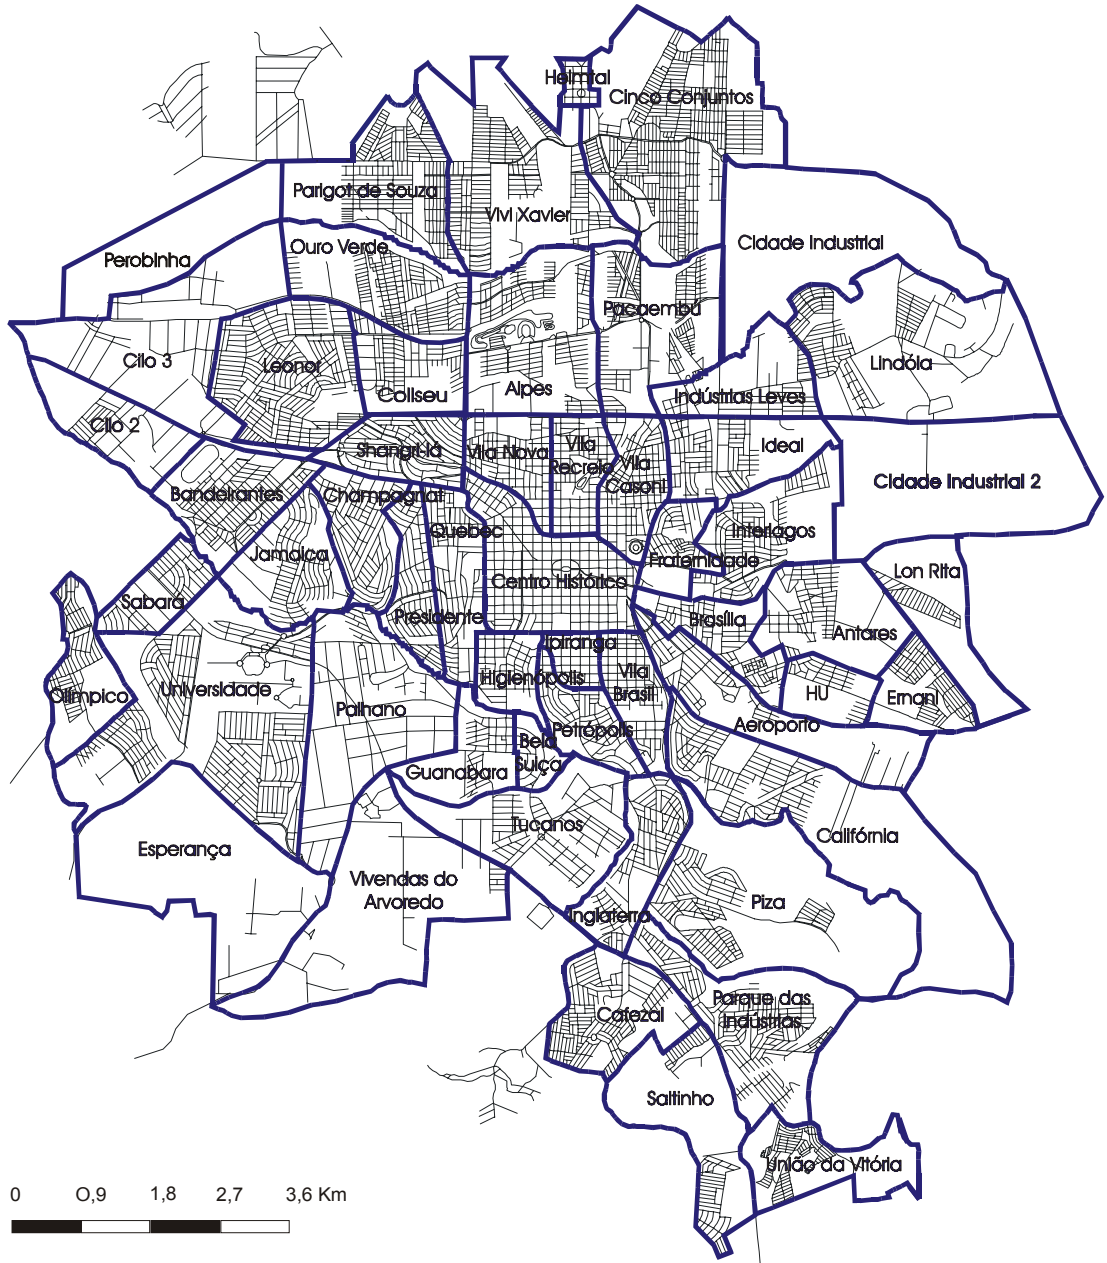 Heimtal
Cinco Conjuntos
Parigot de Souza
Vivi Xavier
Cidade Industrial
Ouro Verde
Perobinha
Pacaembú
Cilo 3
Leonor
Lindóia
Coliseu
Alpes
Indústrias Leves
Cilo 2
Shangri-lá
Vila Nova
Vila
Recreio
Vila
Casoni
Ideal
Cidade Industrial 2
Bandeirantes
Champagnat
Quebec
Interlagos
Jamaica
Fraternidade
Centro Histórico
Lon Rita
Sabará
Presidente
Brasília
Antares
Ipiranga
Olímpico
Universidade
Higienópolis
Vila
Brasil
HU
Ernani
Palhano
Petrópolis
Aeroporto
Bela
Suiça
Guanabara
Tucanos
Califórnia
Esperança
Vivendas do
Arvoredo
Piza
Inglaterra
Cafezal
Parque das
Indústrias
Saltinho
União da Vitória
0 O,9 1,8 2,7 3,6 Km